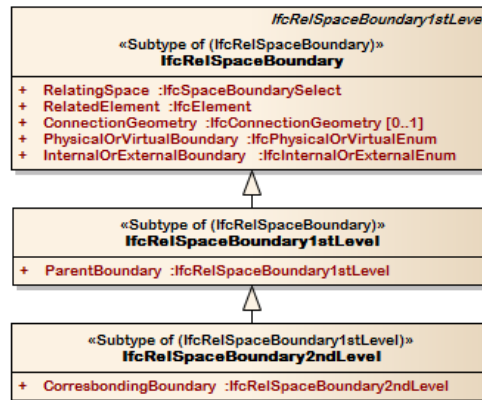 IfcRelSpaceBoundary1stLeve
«Subtype of (IfcRelSpaceBoundary)»
IfcRelSpaceBoundary
+ RelatingSpace :IfcSpaceBoundarySelect
+ RelatedElement :IfcElement
+ ConnectionGeometry :IfcConnectionGeometry [0..1]
+ PhysicalOrVirtualBoundary :IfcPhysicalOrVirtualEnum
+ InternalOrExternalBoundary :IfcInternalOrExternalEnum
«Subtype of (IfcRelSpaceBoundary)»
IfcRelSpaceBoundary1stLevel
+ ParentBoundary :IfcRelSpaceBoundary1stLevel
«Subtype of (IfcRelSpaceBoundary1stLevel)»
IfcRelSpaceBoundary2ndLevel
+ CorresbondingBoundary :IfcRelSpaceBoundary2ndLevel